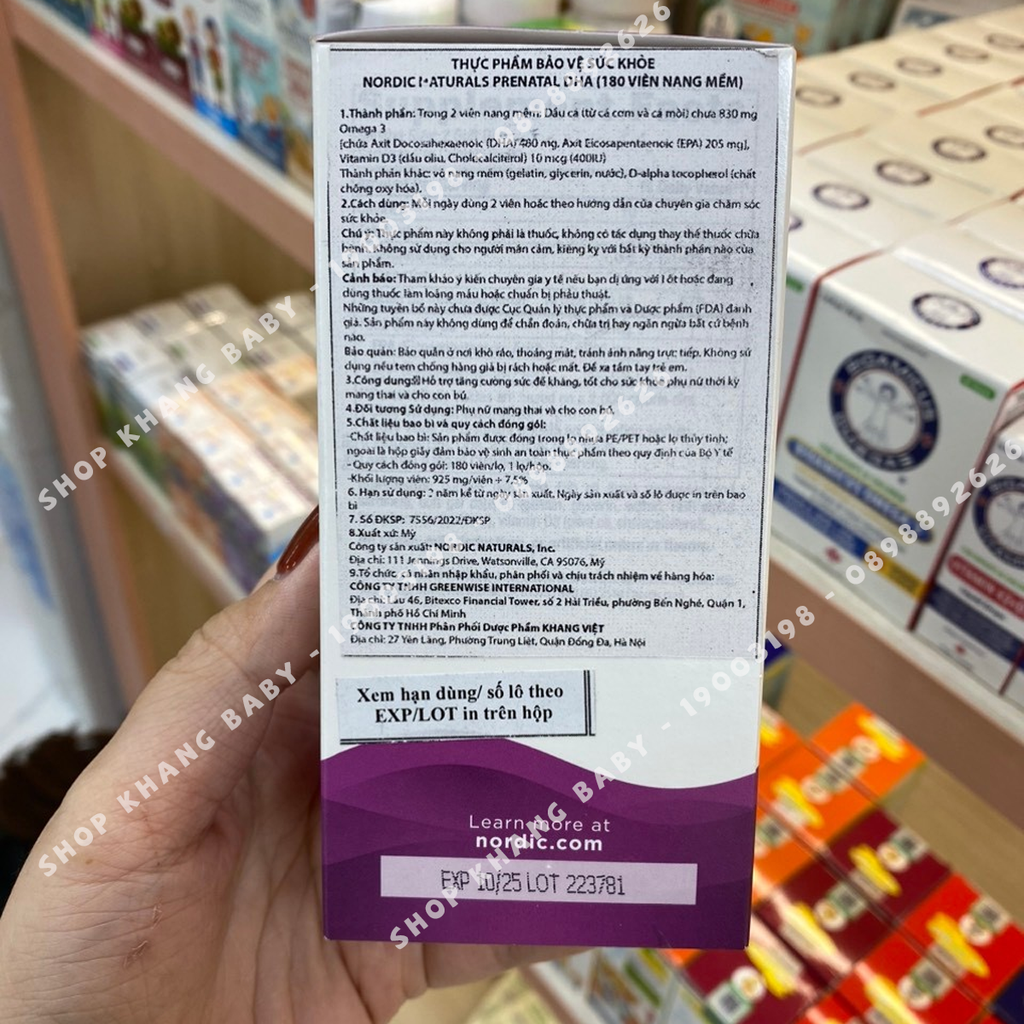 THỰC PHẨM BẢO VỆ SỨC KHỎE
NORDIC NATURALS PRENATAL DHA (180 VIÊN NANG MỀM)
1.Thành phần: Trong 2 viên nang mềm: Dầu cá (từ cá cơm và cá mòi) chứa 830 mg
Omega 3
[chứa Axit Docosahexaenoic (DHA) 480 mg, Axit Eicosapentaenoic (EPA) 205 mg],
Vitamin D3 (dầu oliu, Cholecalciferol) 10 mcg (400IU)
Thành phần khác: vỏ nang mềm (gelatin, glycerin, nước), D-alpha tocopherol (chất
chống oxy hóa).
2.Cách dùng: Mỗi ngày dùng 2 viên hoặc theo hướng dẫn của chuyên gia chăm sóc
sức khỏe.
Chú ý: Thực phẩm này không phải là thuốc, không có tác dụng thay thế thuốc chữa
bệnh. Không sử dụng cho người mẫn cảm, kiêng kỵ với bất kỳ thành phần nào của
sản phẩm.
Cảnh báo: Tham khảo ý kiến chuyên gia y tế nếu bạn dị ứng với I ốt hoặc đang
dùng thuốc làm loãng máu hoặc chuẩn bị phẫu thuật.
Những tuyên bố này chưa được Cục Quản lý thực phẩm và Dược phẩm (FDA) đánh
giá. Sản phẩm này không dùng để chẩn đoán, chữa trị hay ngăn ngừa bất cứ bệnh
nào.
Bảo quản: Bảo quản ở nơi khô ráo, thoáng mát, tránh ánh nắng trực tiếp. Không sử
dụng nếu tem chống hàng giả bị rách hoặc mất. Để xa tầm tay trẻ em.
3.Công dụng: Hỗ trợ tăng cường sức đề kháng, tốt cho sức khỏe phụ nữ thời kỳ
mang thai và cho con bú.
4.Đối tượng Sử dụng: Phụ nữ mang thai và cho con bú.
5.Chất liệu bao bì và quy cách đóng gói:
-Chất liệu bao bì: Sản phẩm được đóng trong lọ nhựa PE/PET hoặc lọ thủy tinh;
ngoài là hộp giấy đảm bảo vệ sinh an toàn thực phẩm theo quy định của Bộ Y tế
-Quy cách đóng gói: 180 viên/lọ, 1 lọ/hộp.
-Khối lượng viên: 925 mg/viên ± 7,5%
6. Hạn sử dụng: 2 năm kể từ ngày sản xuất. Ngày sản xuất và số lô được in trên bao
bì
7. Số ĐKSP: 7556/2022/ĐKSP
8.Xuất xứ: Mỹ
Công ty sản xuất: NORDIC NATURALS, Inc.
Địa chỉ: 111 Jennings Drive, Watsonville, CA 95076, Mỹ
9.Tổ chức, cá nhân nhập khẩu, phân phối và chịu trách nhiệm về hàng hóa:
CÔNG TY TNHH GREENWISE INTERNATIONAL
Địa chỉ: Lầu 46, Bitexco Financial Tower, số 2 Hải Triều, phường Bến Nghé, Quận 1,
Thành phố Hồ Chí Minh
CÔNG TY TNHH Phân Phối Dược Phẩm KHANG VIỆT
Địa chỉ: 27 Yên Lãng, Phường Trung Liệt, Quận Đống Đa, Hà Nội
Xem hạn dùng/ số lô theo
EXP/LOT in trên hộp
Learn more at
nordic.com
EXP 10/25 LOT 223781
SHOP KHANG BABY - 19003198 - 0898892626
SHOP KHANG BABY - 19003198 - 0898892626
SHOP KHANG BABY - 19003198 - 0898892626